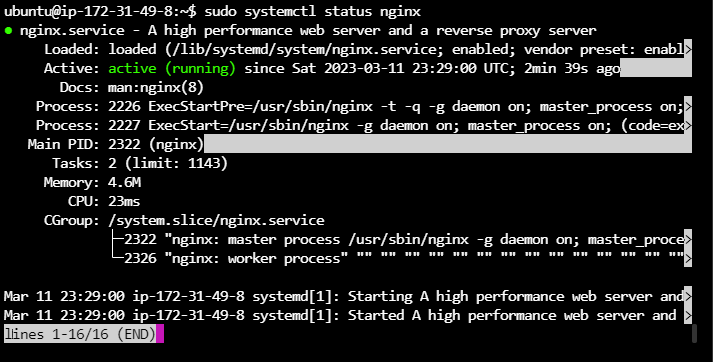 ubuntu@ip-172-31-49-8:~$ sudo systemctl status nginx
● nginx.service - A high performance web server and a reverse proxy server
Loaded: loaded (/lib/systemd/system/nginx.service; enabled; vendor preset: enabl>
Active: active (running) since Sat 2023-03-11 23:29:00 UTC; 2min 39s ago
Docs: man:nginx(8)
Process: 2226 ExecStartPre=/usr/sbin/nginx -t -q -g daemon on; master_process on;>
Process: 2227 ExecStart=/usr/sbin/nginx -g daemon on; master_process on; (code=ex>
Main PID: 2322 (nginx)
Tasks: 2 (limit: 1143)
Memory: 4.6M
CPU: 23ms
CGroup: /system.slice/nginx.service
├─2322 "nginx: master process /usr/sbin/nginx -g daemon on; master_proce>
└─2326 "nginx: worker process" "" "" "" "" "" "" "" "" "" "" "" "" "" "">
Mar 11 23:29:00 ip-172-31-49-8 systemd[1]: Starting A high performance web server and>
Mar 11 23:29:00 ip-172-31-49-8 systemd[1]: Started A high performance web server and >
lines 1-16/16 (END)